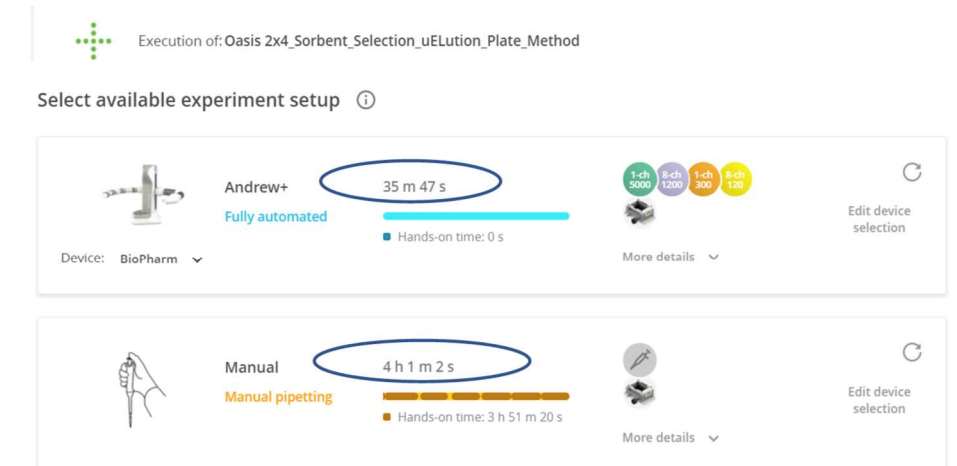 Execution of: Oasis 2x4_Sorbent_Selection_uELution_Plate_Method
Select available experiment setup
Andrew+
35 m 47 s
Fully automated
Hands-on time: 0 s
Device: BioPharm
1-ch 5000
8-ch 1200
1-ch 300
8-ch 120
More details
Edit device
selection
Manual
4 h 1 m 2 s
Manual pipetting
Hands-on time: 3 h 51 m 20 s
More details
Edit device
selection